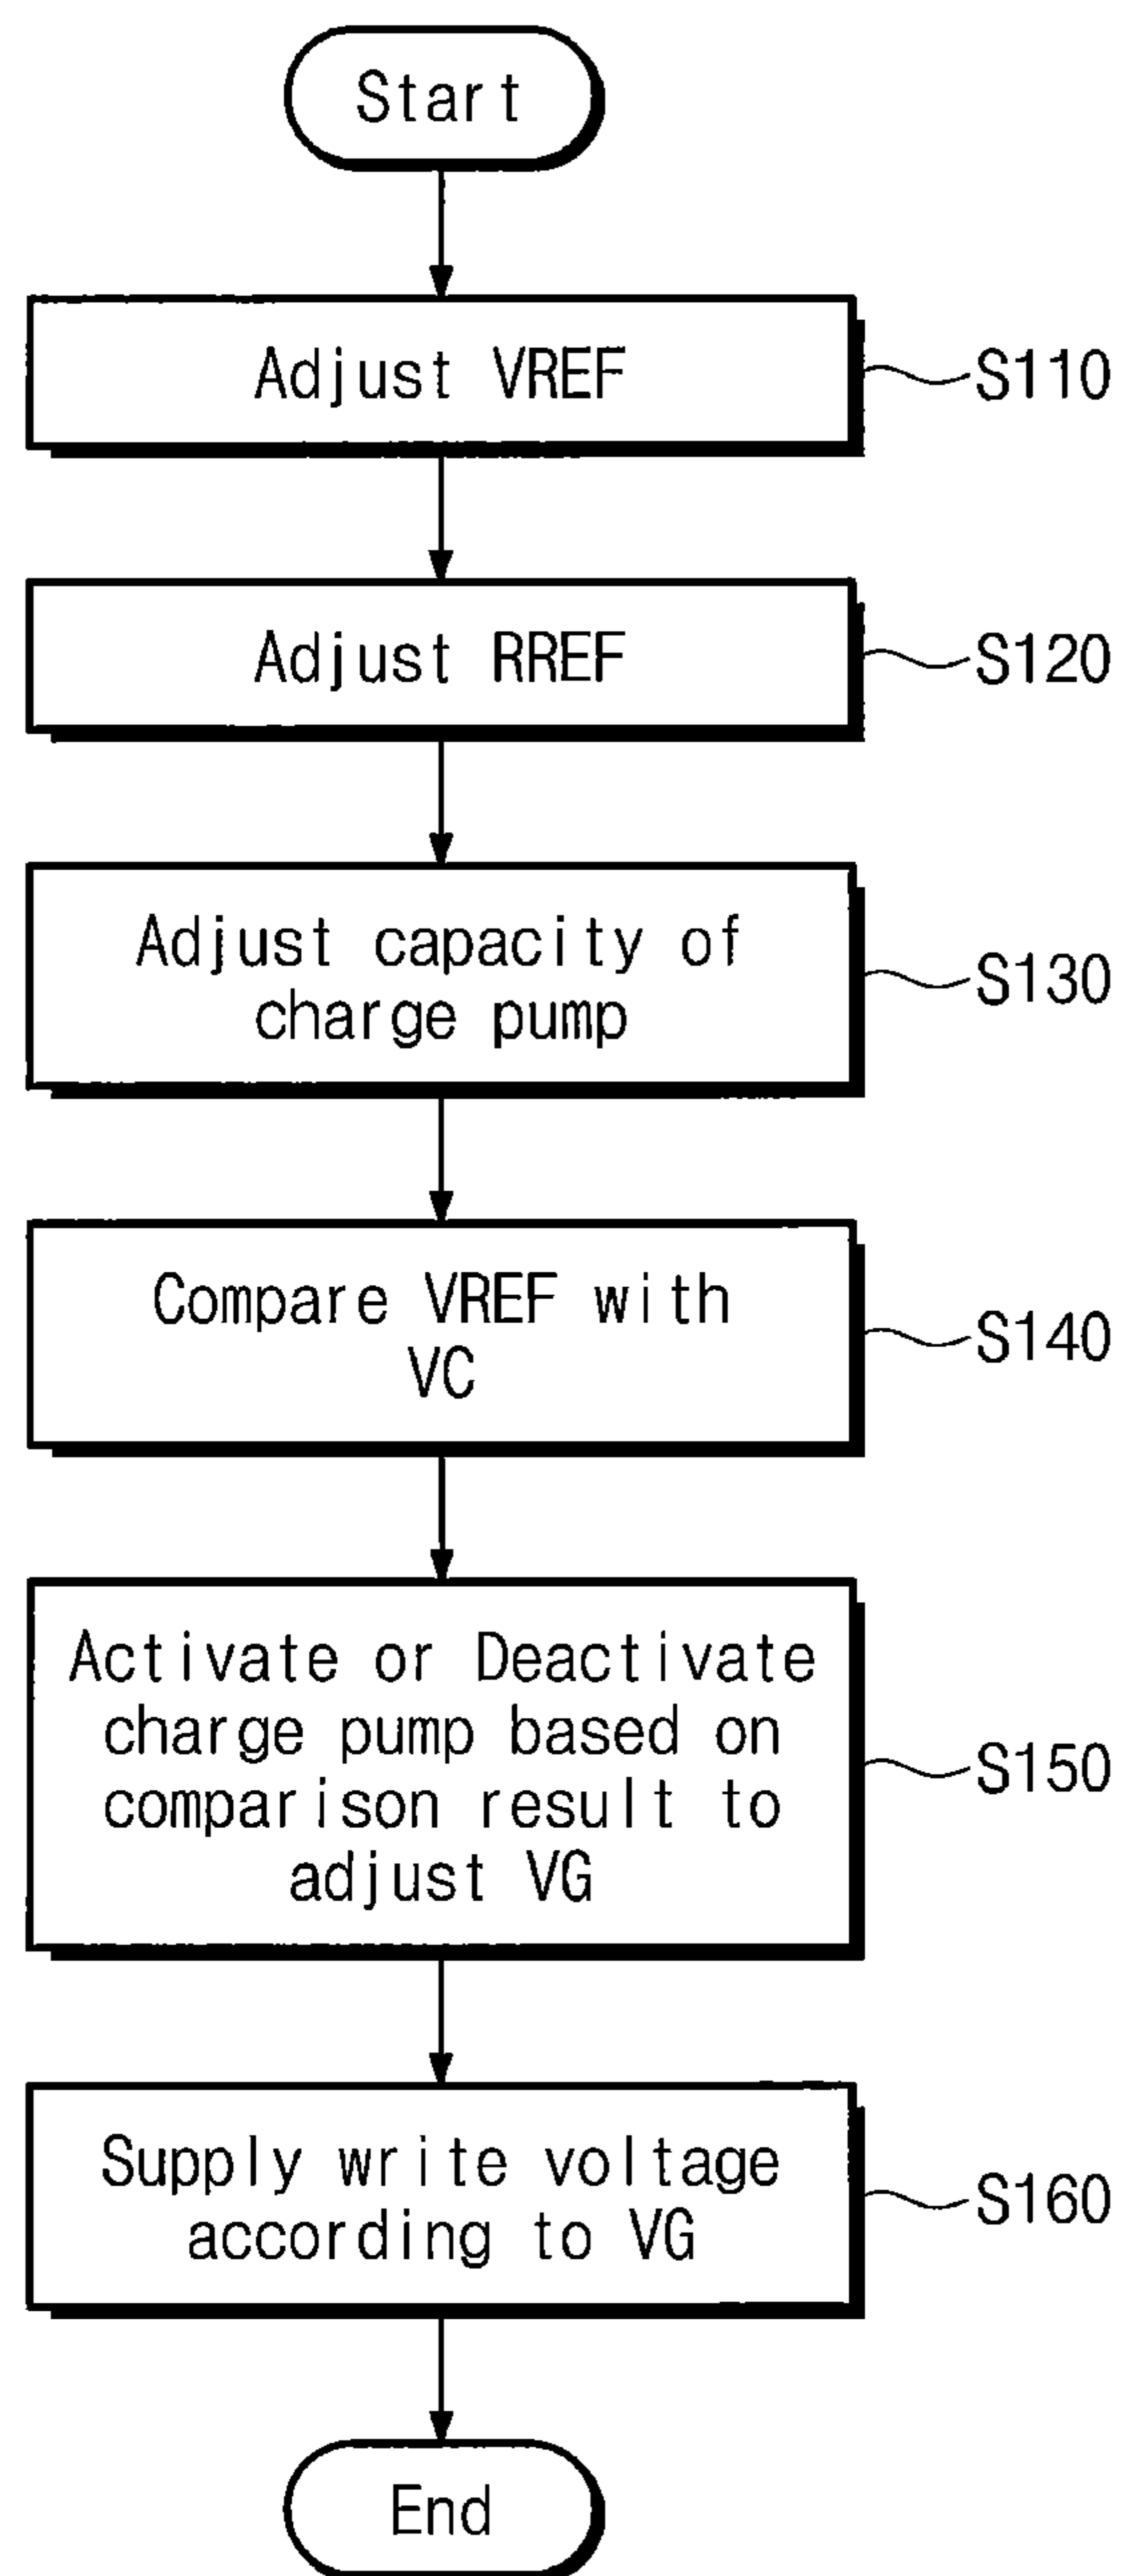 Start
Adjust VREF
S110
Adjust RREF
S120
Adjust capacity of
charge pump
S130
Compare VREF with
VC
S140
Activate or Deactivate
charge pump based on
comparison result to
adjust VG
S150
Supply write voltage
according to VG
S160
End